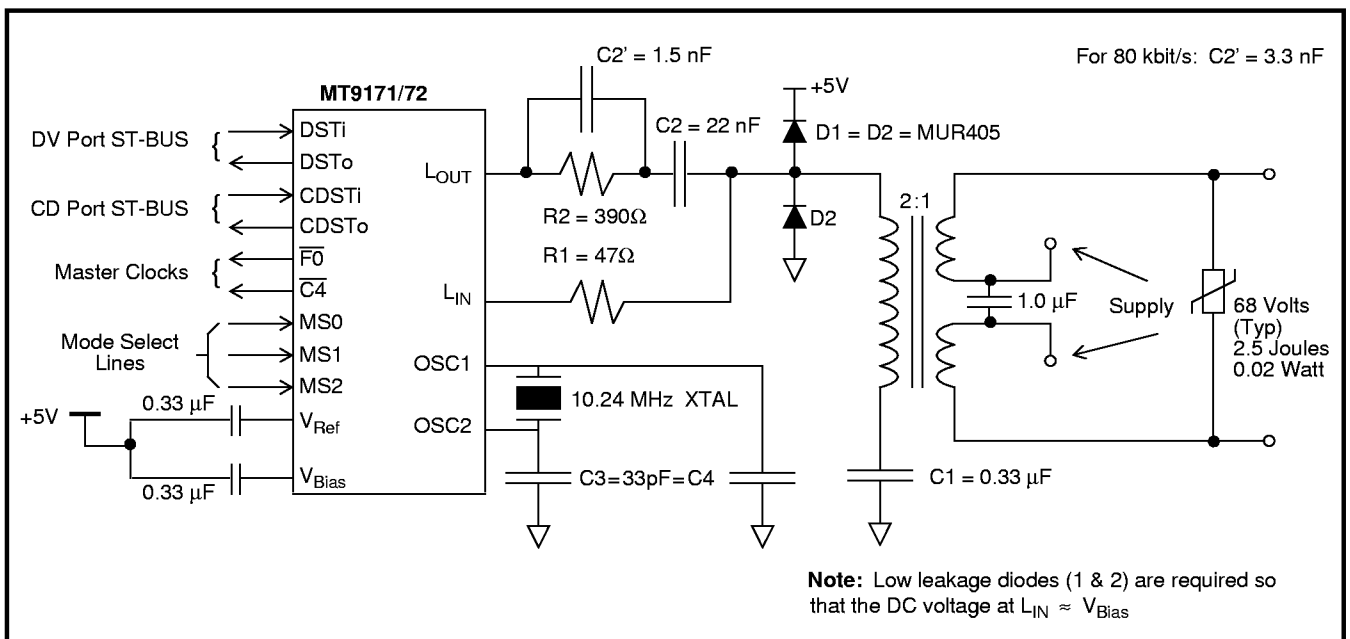 C2' = 1.5 nF
For 80 kbit/s: C2' = 3.3 nF
MT9171/72
+5V
DV Port ST-BUS
DSTi
DSTo
C2 = 22 nF
D1 = D2 = MUR405
LOUT
CD Port ST-BUS
CDSTi
CDSTo
R2 = 390Ω
D2
2:1
Master Clocks
F0
C4
R1 = 47Ω
LIN
1.0 μF
Supply
68 Volts
(Typ)
2.5 Joules
0.02 Watt
Mode Select
Lines
MS0
MS1
MS2
OSC1
10.24 MHz XTAL
OSC2
+5V
0.33 μF
VRef
0.33 μF
VBias
C3=33pF=C4
C1 = 0.33 μF
Note: Low leakage diodes (1 & 2) are required so
that the DC voltage at LIN ≈ VBias